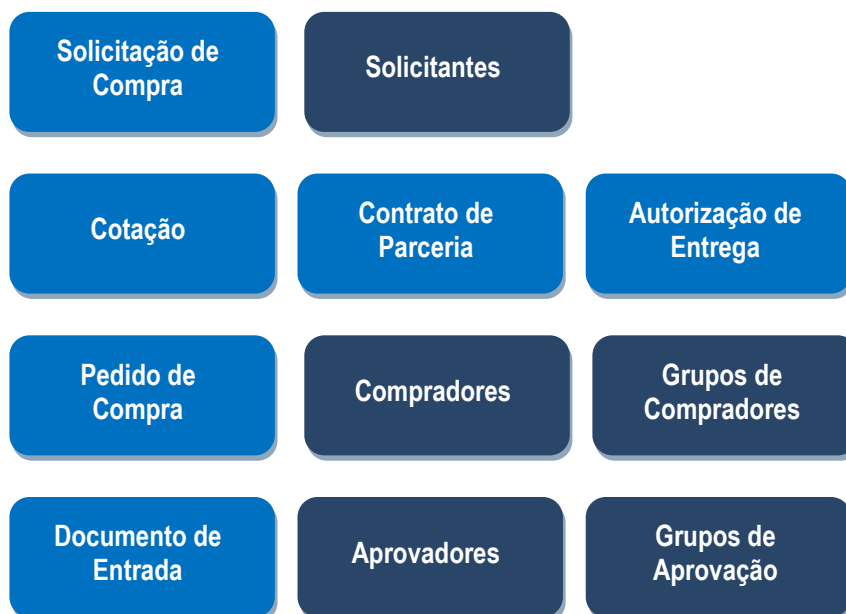 Solicitação de
Compra
Solicitantes
Cotação
Contrato de
Parceria
Autorização de
Entrega
Pedido de
Compra
Compradores
Grupos de
Compradores
Documento de
Entrada
Aprovadores
Grupos de
Aprovação